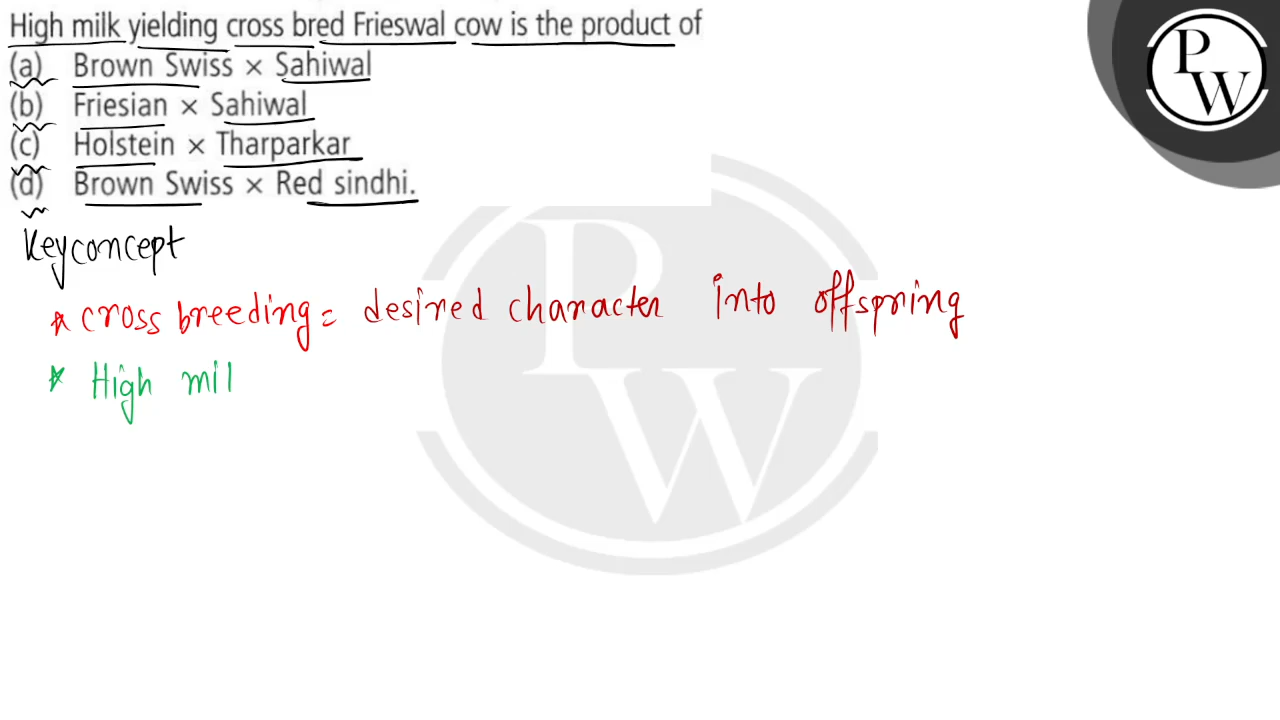 High milk yielding cross bred Frieswal cow is the product of
(a) Brown Swiss × Sahiwal
(b) Friesian × Sahiwal
(c) Holstein × Tharparkar
(d) Brown Swiss × Red sindhi.
Keyconcept
* cross breeding = desired character into offspring
* High mil
P
W
P
W